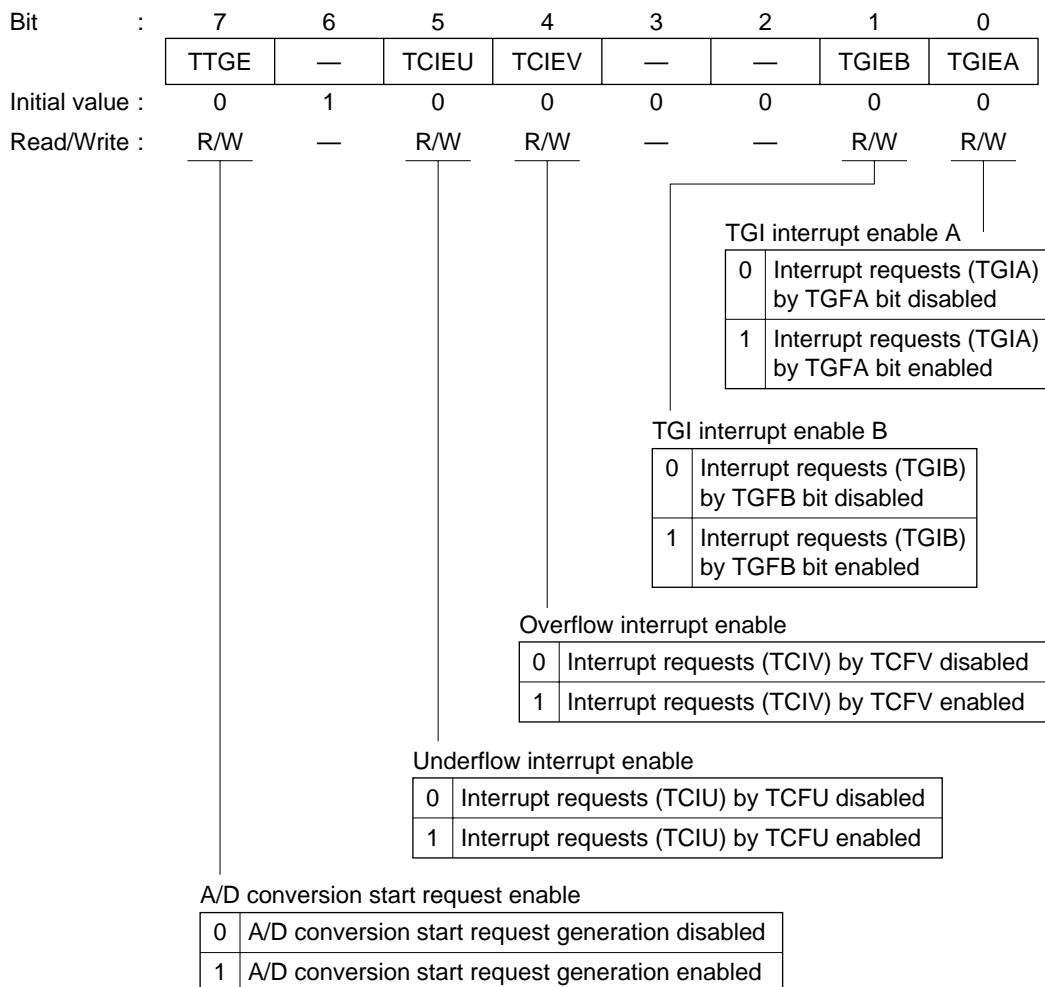 Bit : 7 6 5 4 3 2 1 0
TTGE — TCIEU TCIEV — — TGIEB TGIEA
Initial value : 0 1 0 0 0 0 0 0
Read/Write : R/W — R/W R/W — — R/W R/W
TGI interrupt enable A
0 Interrupt requests (TGIA)
by TGFA bit disabled
1 Interrupt requests (TGIA)
by TGFA bit enabled
TGI interrupt enable B
0 Interrupt requests (TGIB)
by TGFB bit disabled
1 Interrupt requests (TGIB)
by TGFB bit enabled
Overflow interrupt enable
0 Interrupt requests (TCIV) by TCFV disabled
1 Interrupt requests (TCIV) by TCFV enabled
Underflow interrupt enable
0 Interrupt requests (TCIU) by TCFU disabled
1 Interrupt requests (TCIU) by TCFU enabled
A/D conversion start request enable
0 A/D conversion start request generation disabled
1 A/D conversion start request generation enabled